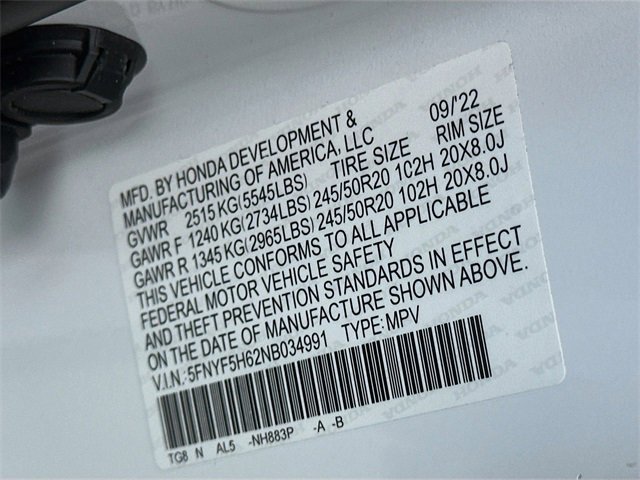 MFD. BY HONDA DEVELOPMENT & 09/'22
MANUFACTURING OF AMERICA, LLC
GVWR 2515 KG(5545LBS) TIRE SIZE RIM SIZE
GAWR F 1240 KG(2734LBS) 245/50R20 102H 20X8.0J
GAWR R 1345 KG(2965LBS) 245/50R20 102H 20X8.0J
THIS VEHICLE CONFORMS TO ALL APPLICABLE
FEDERAL MOTOR VEHICLE SAFETY
AND THEFT PREVENTION STANDARDS IN EFFECT
ON THE DATE OF MANUFACTURE SHOWN ABOVE.
V.I.N.:5FNYF5H62NB034991 TYPE:MPV
TG8 N AL5 -NH883P -A -B